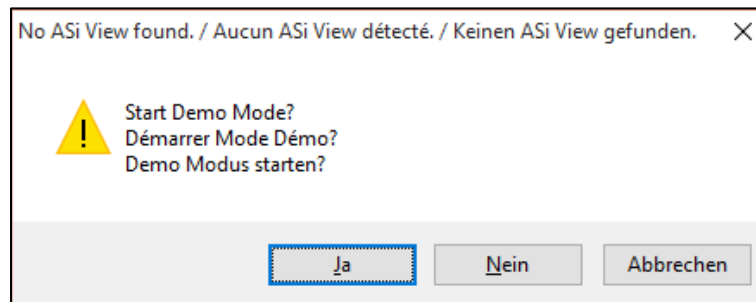 No ASi View found. / Aucun ASi View détecté. / Keinen ASi View gefunden.
Start Demo Mode?
Démarrer Mode Démo?
Demo Modus starten?
Ja
Nein
Abbrechen